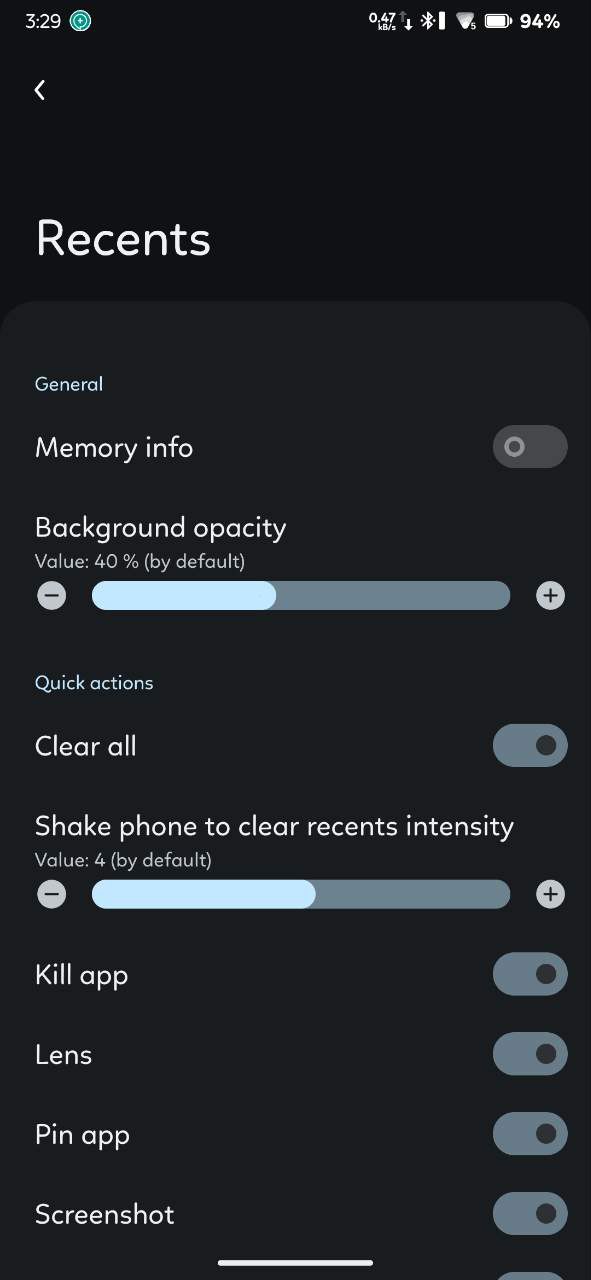 3:29 0.47 kB/s 5 94%
Recents
General
Memory info
Background opacity
Value: 40 % (by default)
Quick actions
Clear all
Shake phone to clear recents intensity
Value: 4 (by default)
Kill app
Lens
Pin app
Screenshot